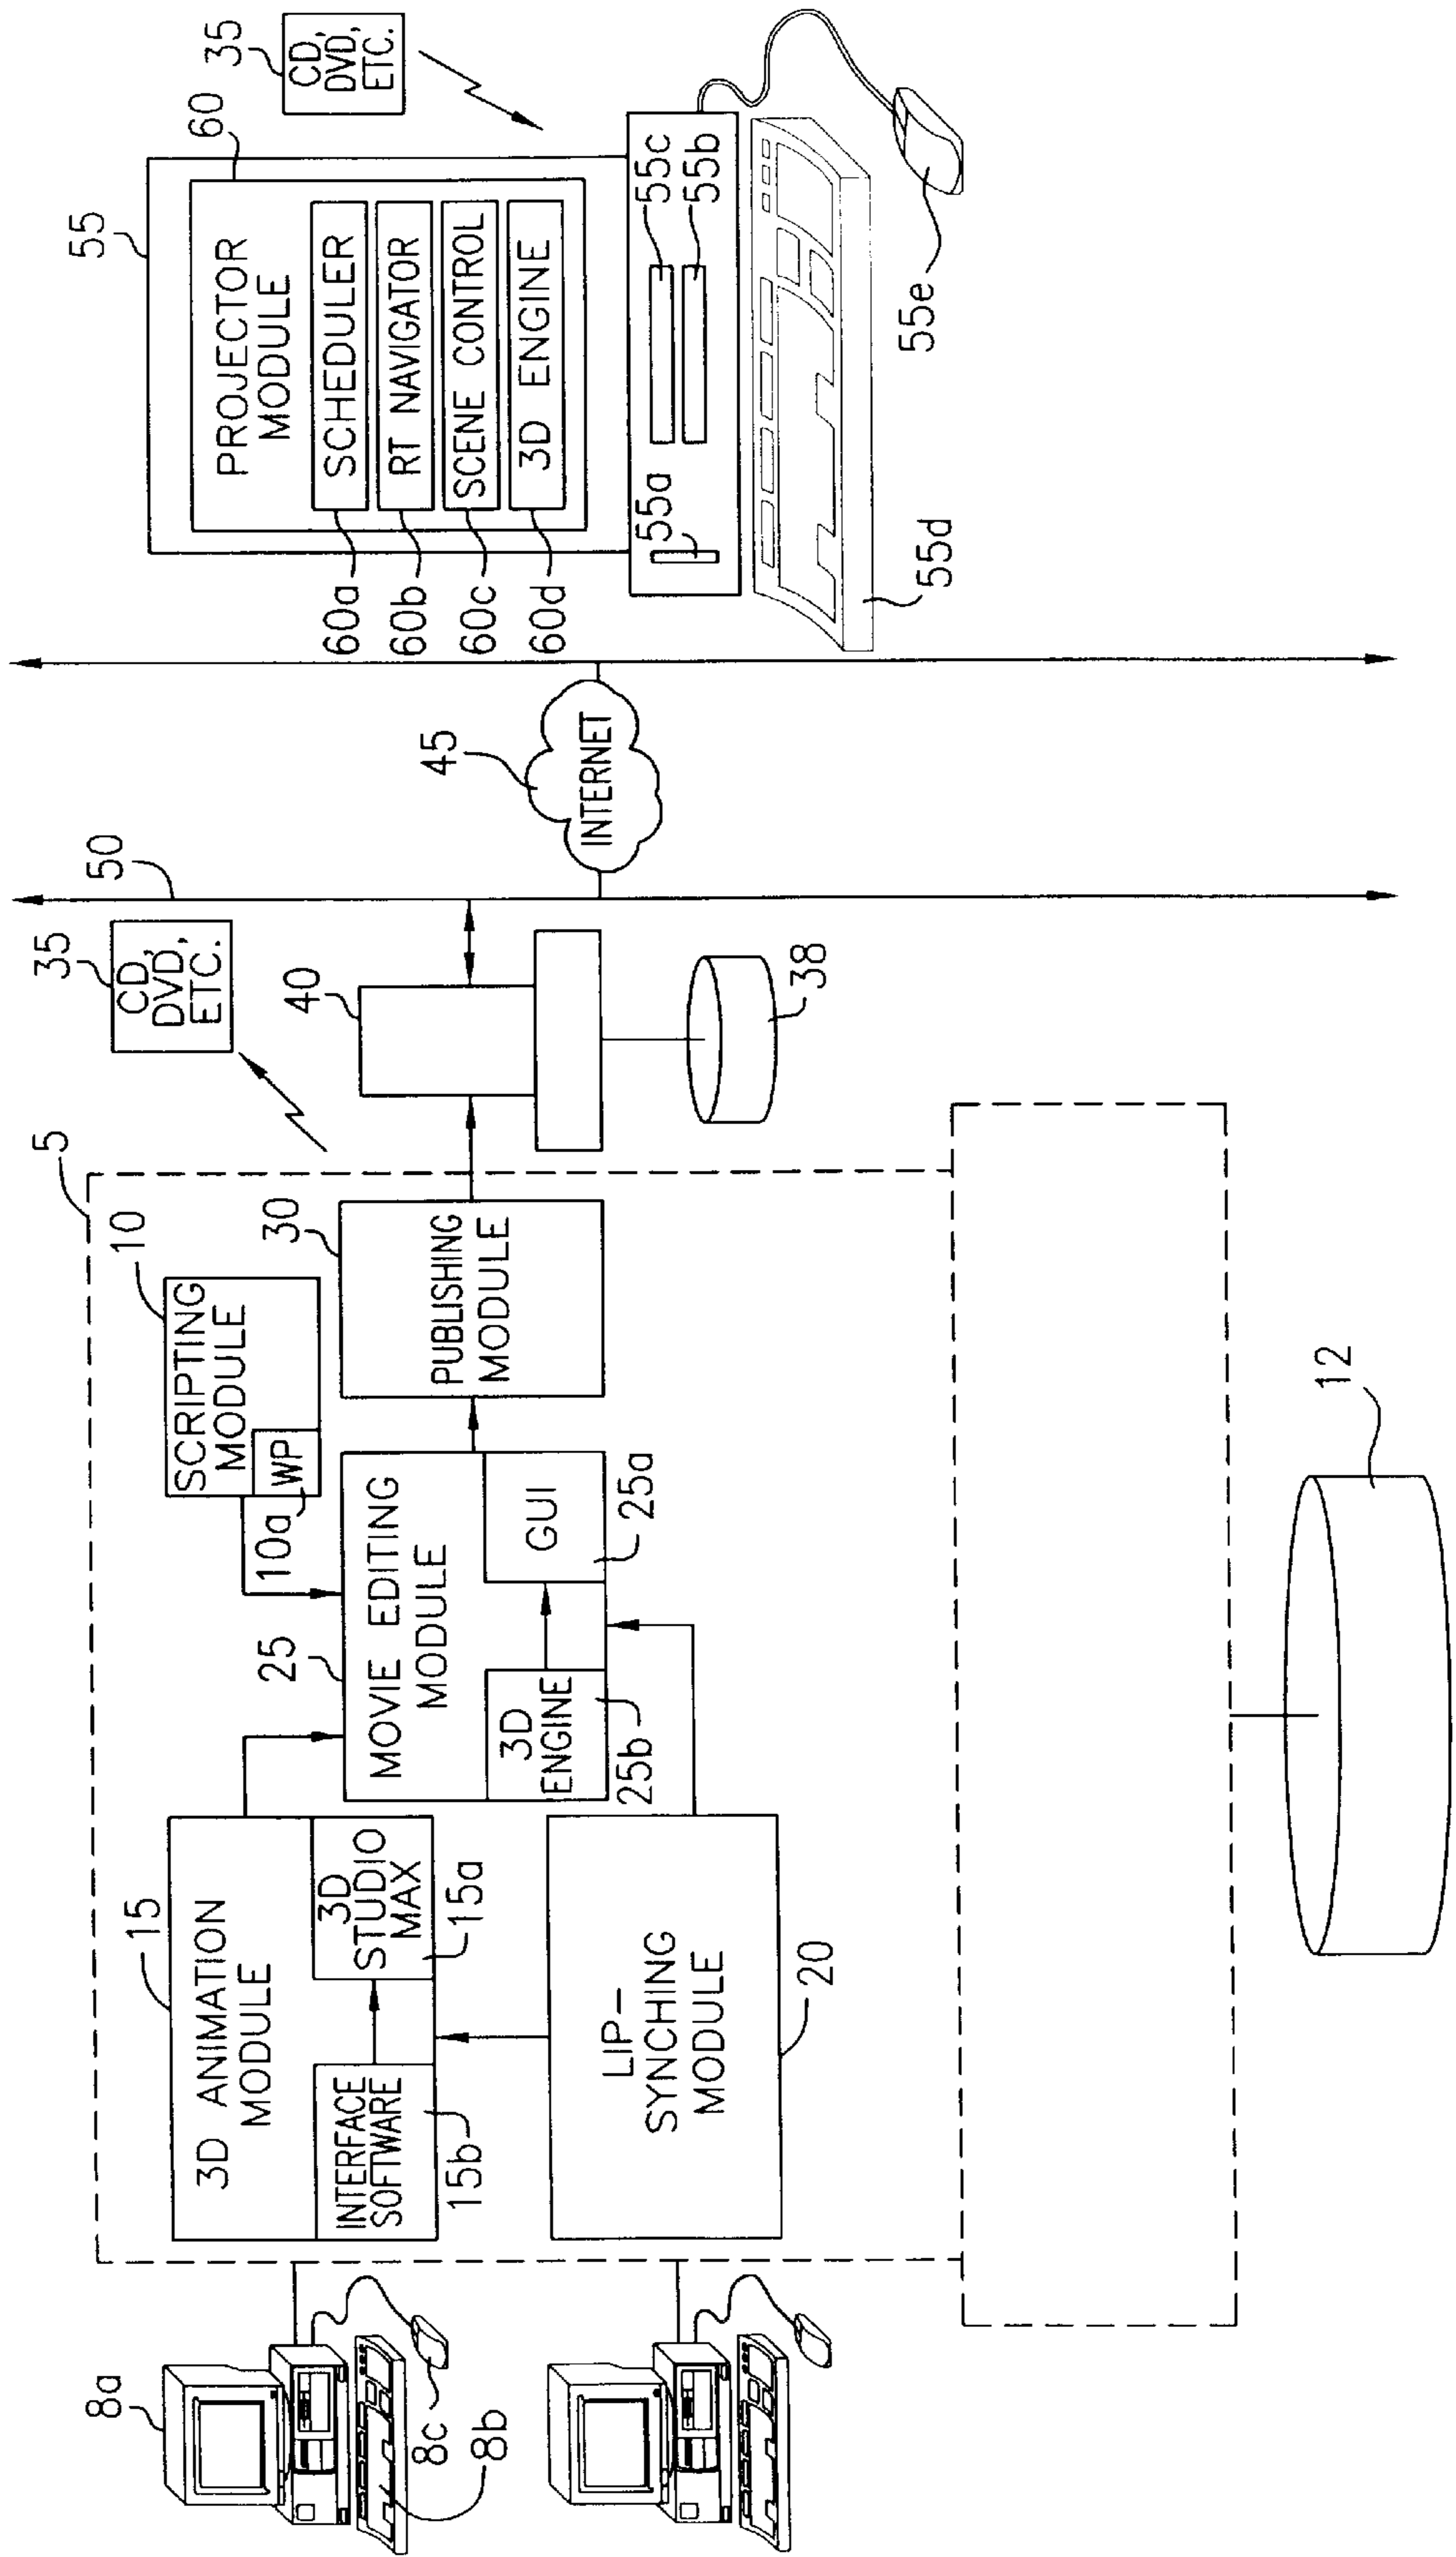 8a
8c
8b
5
15
3D ANIMATION
MODULE
INTERFACE
SOFTWARE
15b
3D
STUDIO
MAX
15a
LIP-
SYNCHING
MODULE
20
10
SCRIPTING
MODULE
WP
10a
25
MOVIE EDITING
MODULE
3D
ENGINE
25b
GUI
25a
30
PUBLISHING
MODULE
12
35
CD,
DVD,
ETC.
40
38
50
45
INTERNET
55
60
PROJECTOR
MODULE
SCHEDULER
RT NAVIGATOR
SCENE CONTROL
3D ENGINE
60a
60b
60c
60d
35
CD,
DVD,
ETC.
55a
55c
55b
55d
55e